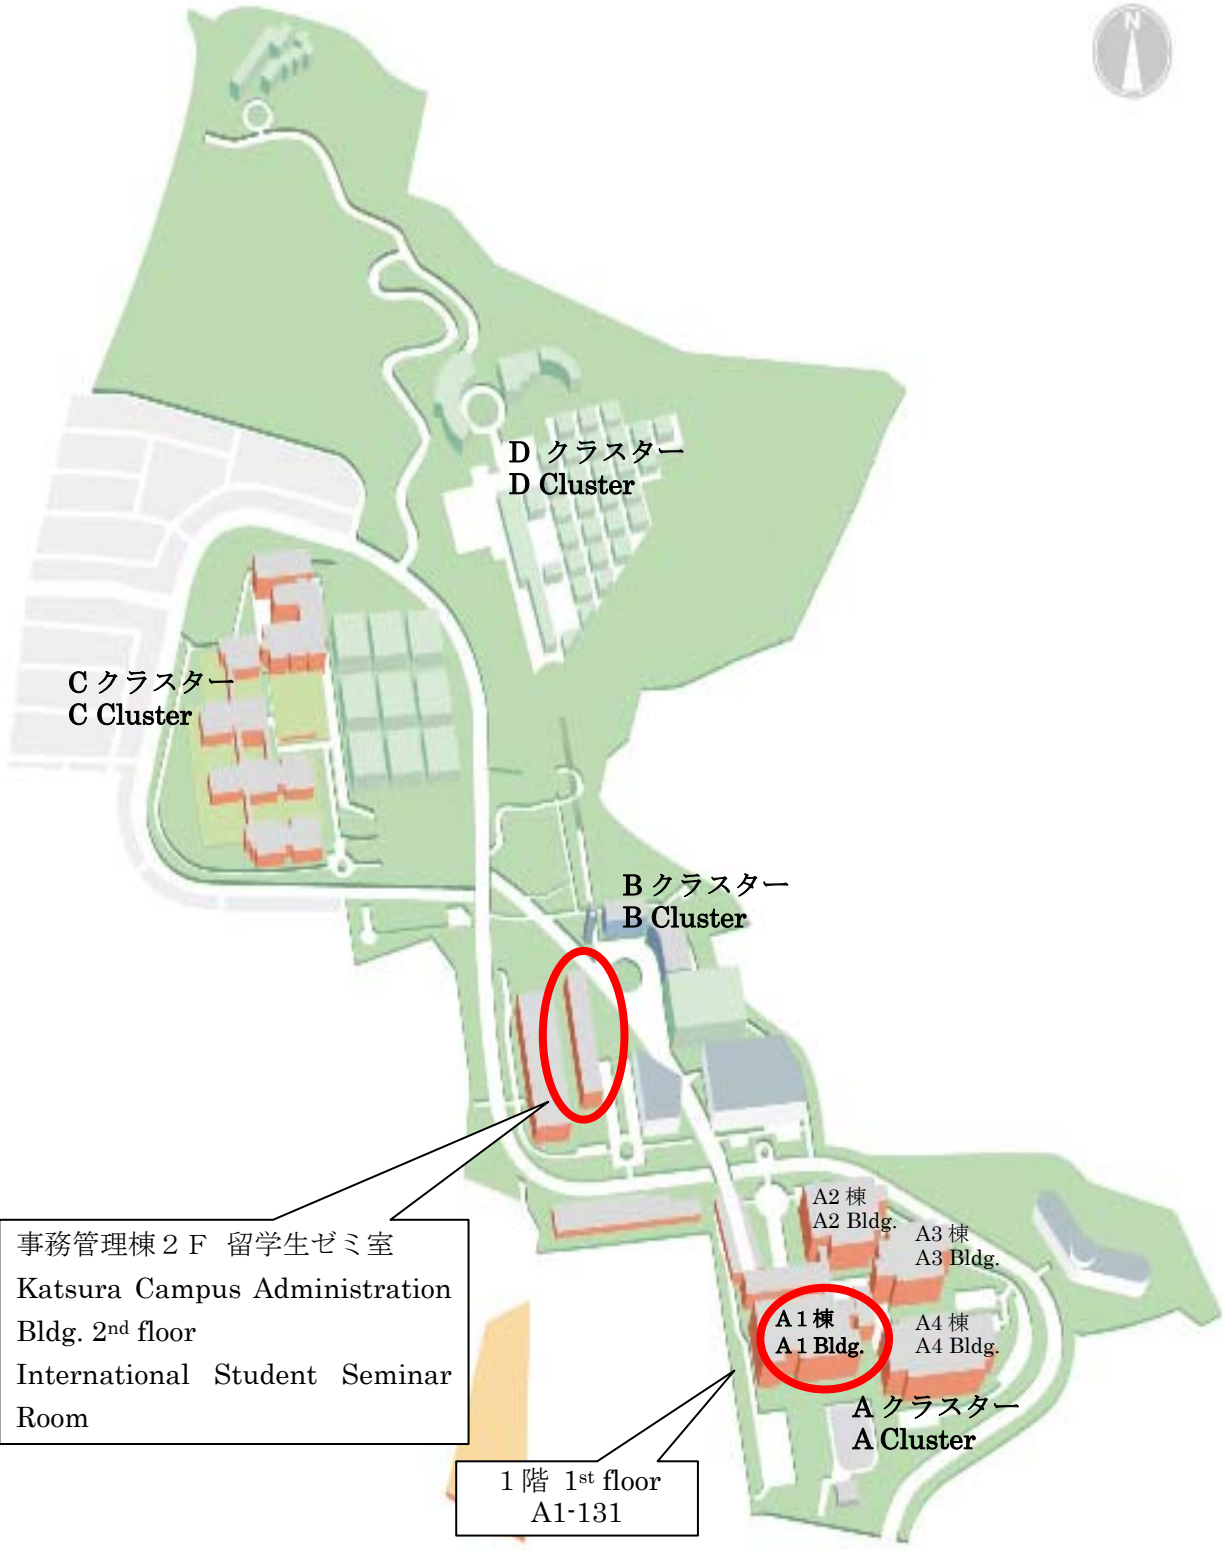 N
D クラスター
D Cluster
C クラスター
C Cluster
B クラスター
B Cluster
A2 棟
A2 Bldg.
A3 棟
A3 Bldg.
A 1 棟
A 1 Bldg.
A4 棟
A4 Bldg.
A クラスター
A Cluster
事務管理棟２Ｆ 留学生ゼミ室
Katsura Campus Administration
Bldg. 2nd floor
International Student Seminar
Room
1 階 1st floor
A1-131